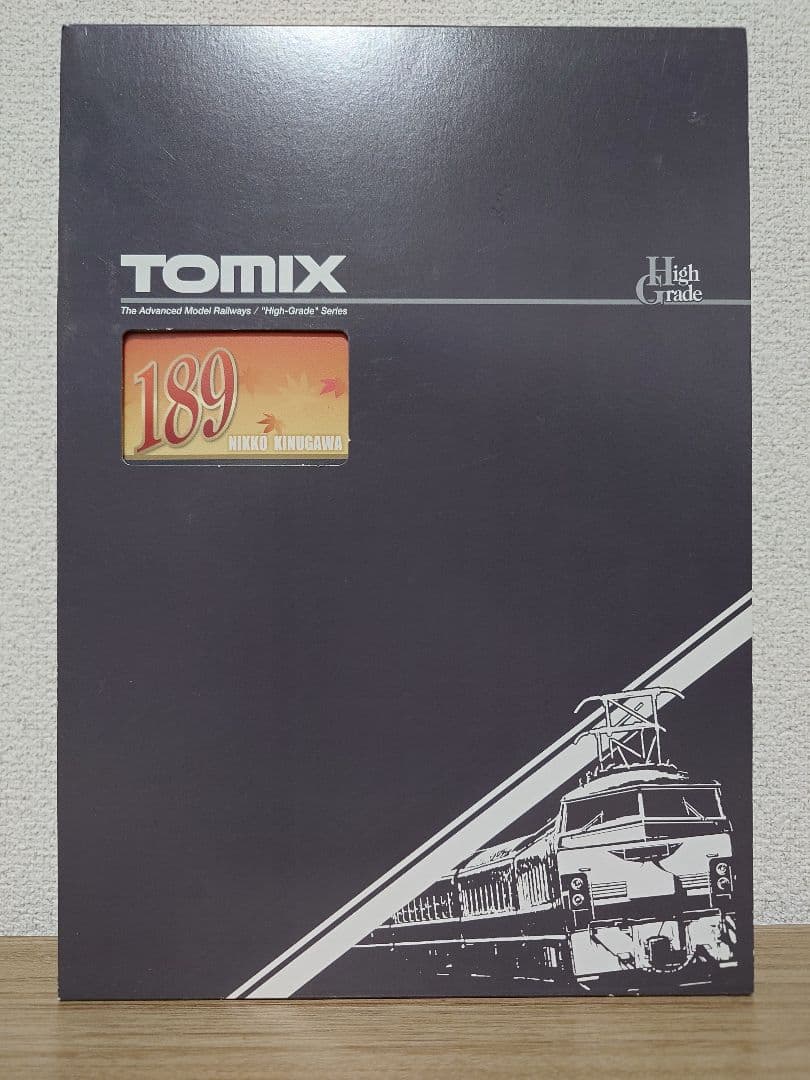 TOMIX
High
Grade
The Advanced Model Railways / "High-Grade" Series
189
NIKKO KINUGAWA